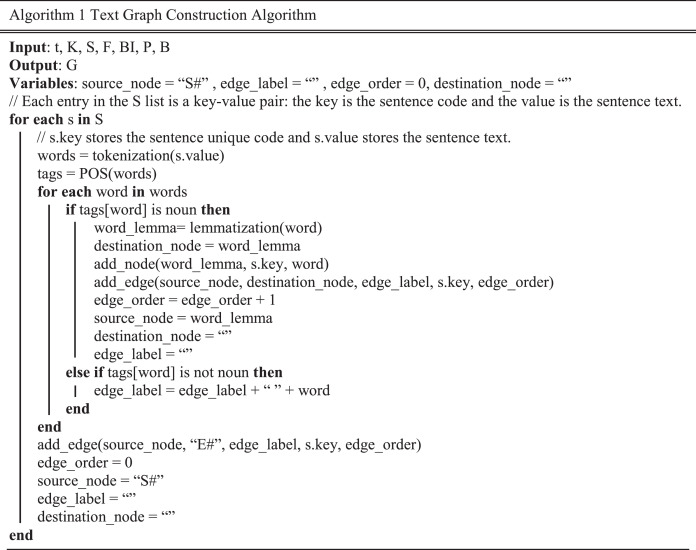 Algorithm 1 Text Graph Construction Algorithm
Input: t, K, S, F, BI, P, B
Output: G
Variables: source_node = “S#” , edge_label = “” , edge_order = 0, destination_node = “”
// Each entry in the S list is a key-value pair: the key is the sentence code and the value is the sentence text.
for each s in S
// s.key stores the sentence unique code and s.value stores the sentence text.
words = tokenization(s.value)
tags = POS(words)
for each word in words
if tags[word] is noun then
word_lemma= lemmatization(word)
destination_node = word_lemma
add_node(word_lemma, s.key, word)
add_edge(source_node, destination_node, edge_label, s.key, edge_order)
edge_order = edge_order + 1
source_node = word_lemma
destination_node = “”
edge_label = “”
else if tags[word] is not noun then
edge_label = edge_label + “ ” + word
end
end
add_edge(source_node, “E#”, edge_label, s.key, edge_order)
edge_order = 0
source_node = “S#”
edge_label = “”
destination_node = “”
end